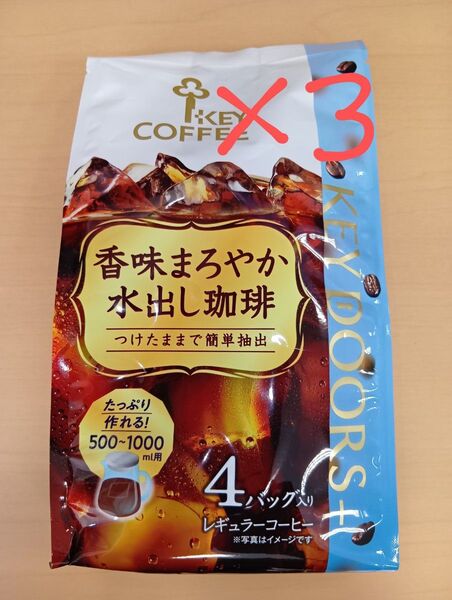 KEY
COFFEE
×3
香味まろやか
水出し珈琲
つけたままで簡単抽出
たっぷり
作れる!
500~1000
ml用
4バッグ入り
レギュラーコーヒー
※写真はイメージです
KEY DOORS+